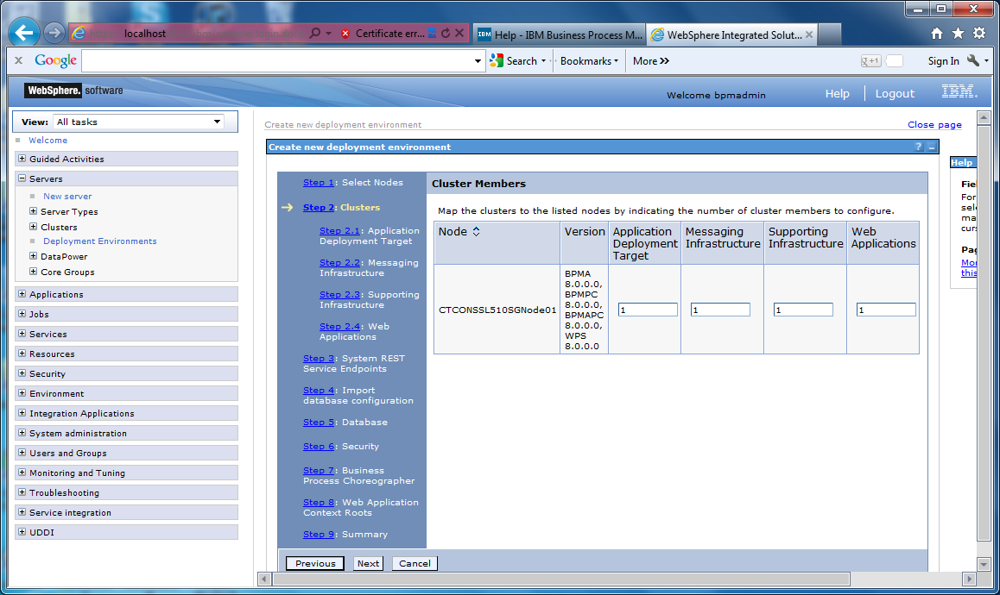 localhost
Certificate err...
IBM Help - IBM Business Process M...
WebSphere Integrated Solut...
Google
Search
Bookmarks
More
+1
Sign In
WebSphere. software
Welcome bpmadmin
Help
Logout
IBM.
View: All tasks
Welcome
Guided Activities
Servers
New server
Server Types
Clusters
Deployment Environments
DataPower
Core Groups
Applications
Jobs
Services
Resources
Security
Environment
Integration Applications
System administration
Users and Groups
Monitoring and Tuning
Troubleshooting
Service integration
UDDI
Create new deployment environment
Close page
Create new deployment environment
?
Step 1: Select Nodes
Step 2: Clusters
Step 2.1: Application
Deployment Target
Step 2.2: Messaging
Infrastructure
Step 2.3: Supporting
Infrastructure
Step 2.4: Web
Applications
Step 3: System REST
Service Endpoints
Step 4: Import
database configuration
Step 5: Database
Step 6: Security
Step 7: Business
Process Choreographer
Step 8: Web Application
Context Roots
Step 9: Summary
Cluster Members
Map the clusters to the listed nodes by indicating the number of cluster members to configure.
Node
Version
Application
Deployment
Target
Messaging
Infrastructure
Supporting
Infrastructure
Web
Applications
CTCONSSL510SGNode01
BPMA
8.0.0.0,
BPMPC
8.0.0.0,
BPMAPC
8.0.0.0,
WPS
8.0.0.0
1
1
1
1
Previous
Next
Cancel
Help
Fie
For
sele
ma
curs
Pag
Mor
this